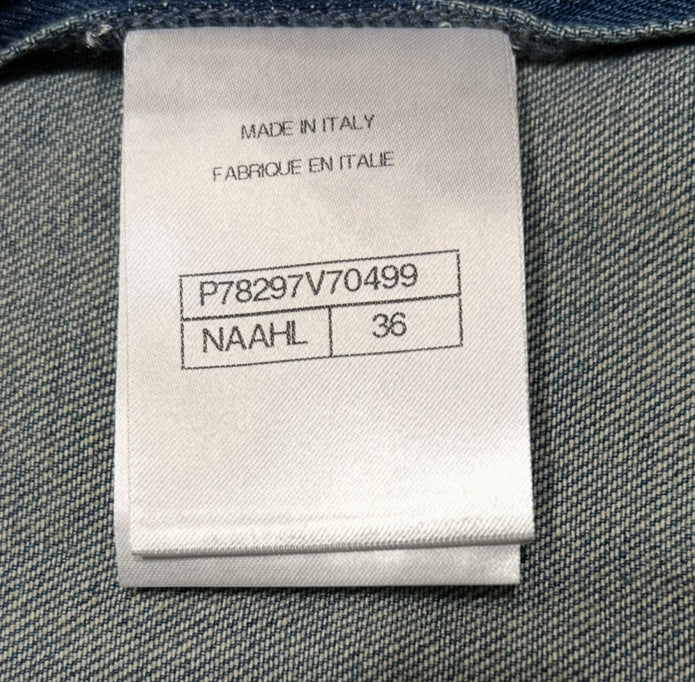 MADE IN ITALY
FABRIQUE EN ITALIE
P78297V70499
NAAHL 36